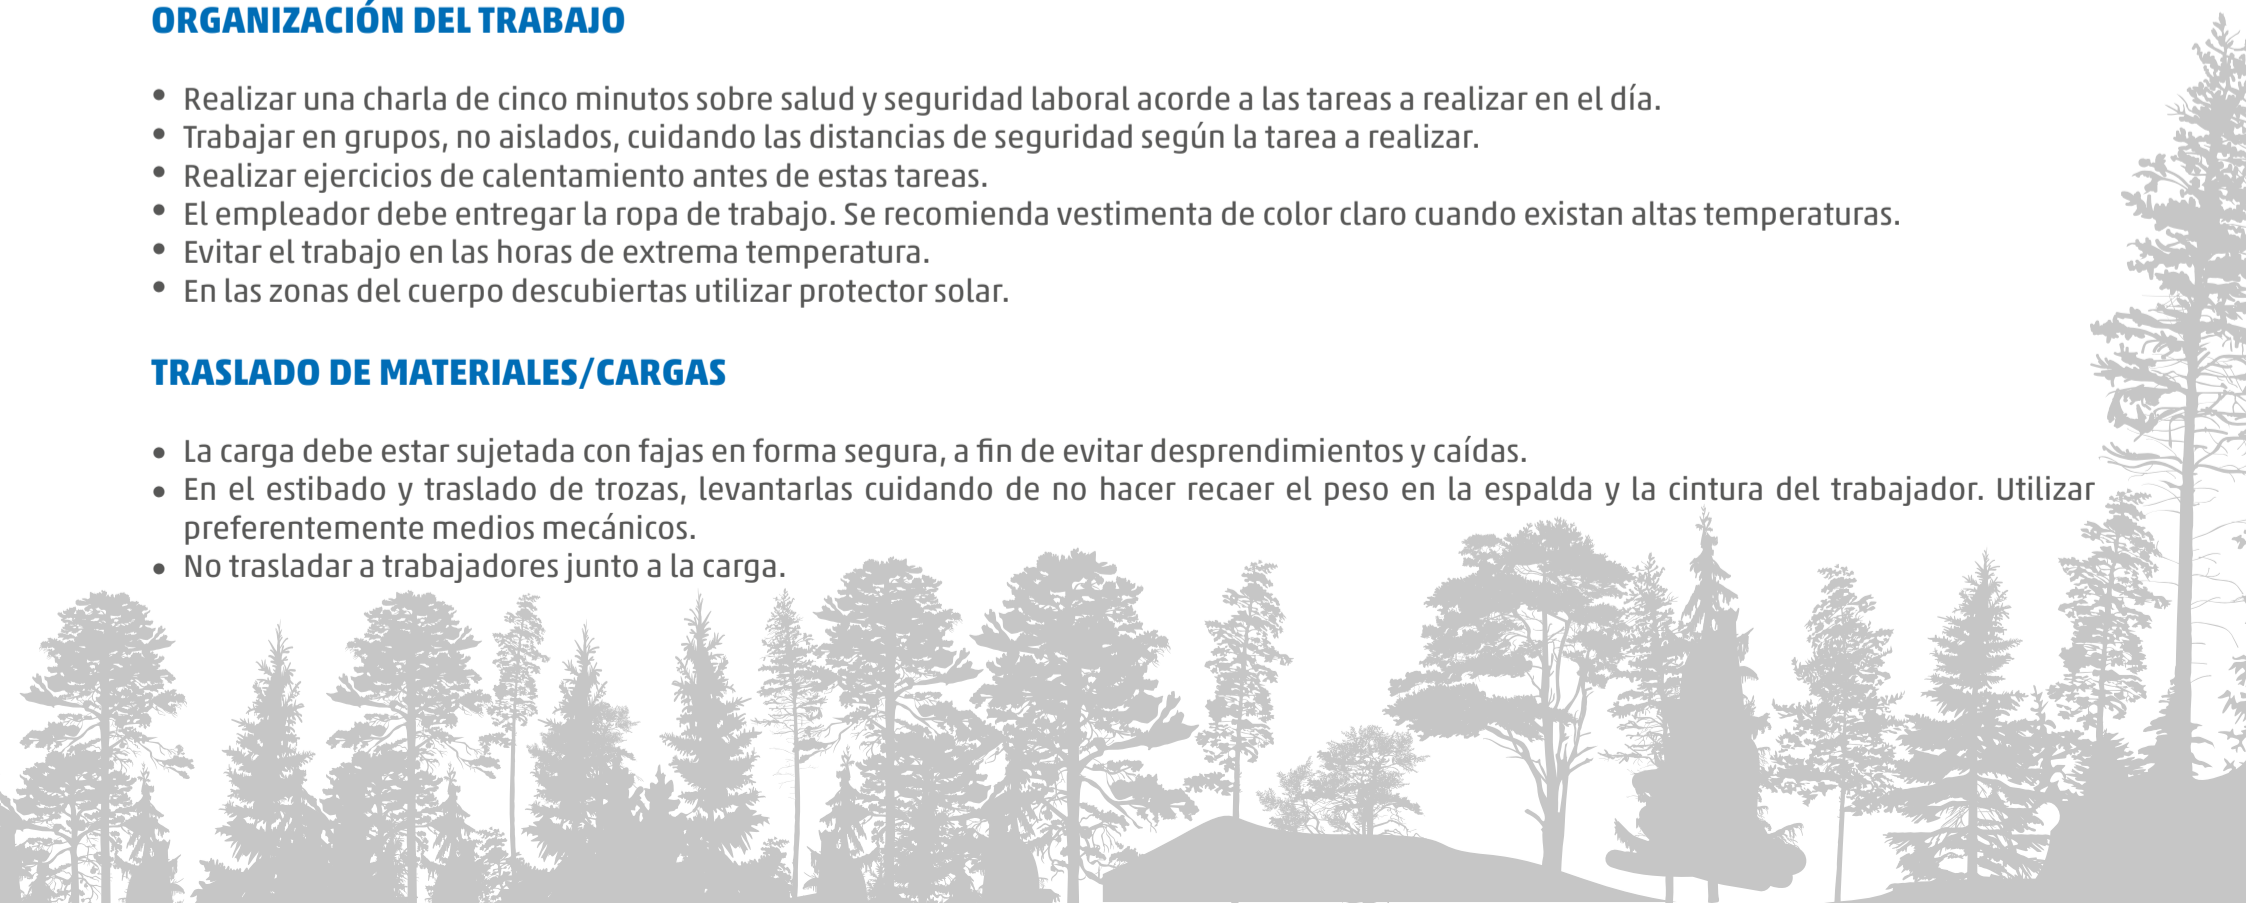 ORGANIZACIÓN DEL TRABAJO
• Realizar una charla de cinco minutos sobre salud y seguridad laboral acorde a las tareas a realizar en el día.
• Trabajar en grupos, no aislados, cuidando las distancias de seguridad según la tarea a realizar.
• Realizar ejercicios de calentamiento antes de estas tareas.
• El empleador debe entregar la ropa de trabajo. Se recomienda vestimenta de color claro cuando existan altas temperaturas.
• Evitar el trabajo en las horas de extrema temperatura.
• En las zonas del cuerpo descubiertas utilizar protector solar.
TRASLADO DE MATERIALES/CARGAS
• La carga debe estar sujetada con fajas en forma segura, a fin de evitar desprendimientos y caídas.
• En el estibado y traslado de trozas, levantarlas cuidando de no hacer recaer el peso en la espalda y la cintura del trabajador. Utilizar
preferentemente medios mecánicos.
• No trasladar a trabajadores junto a la carga.